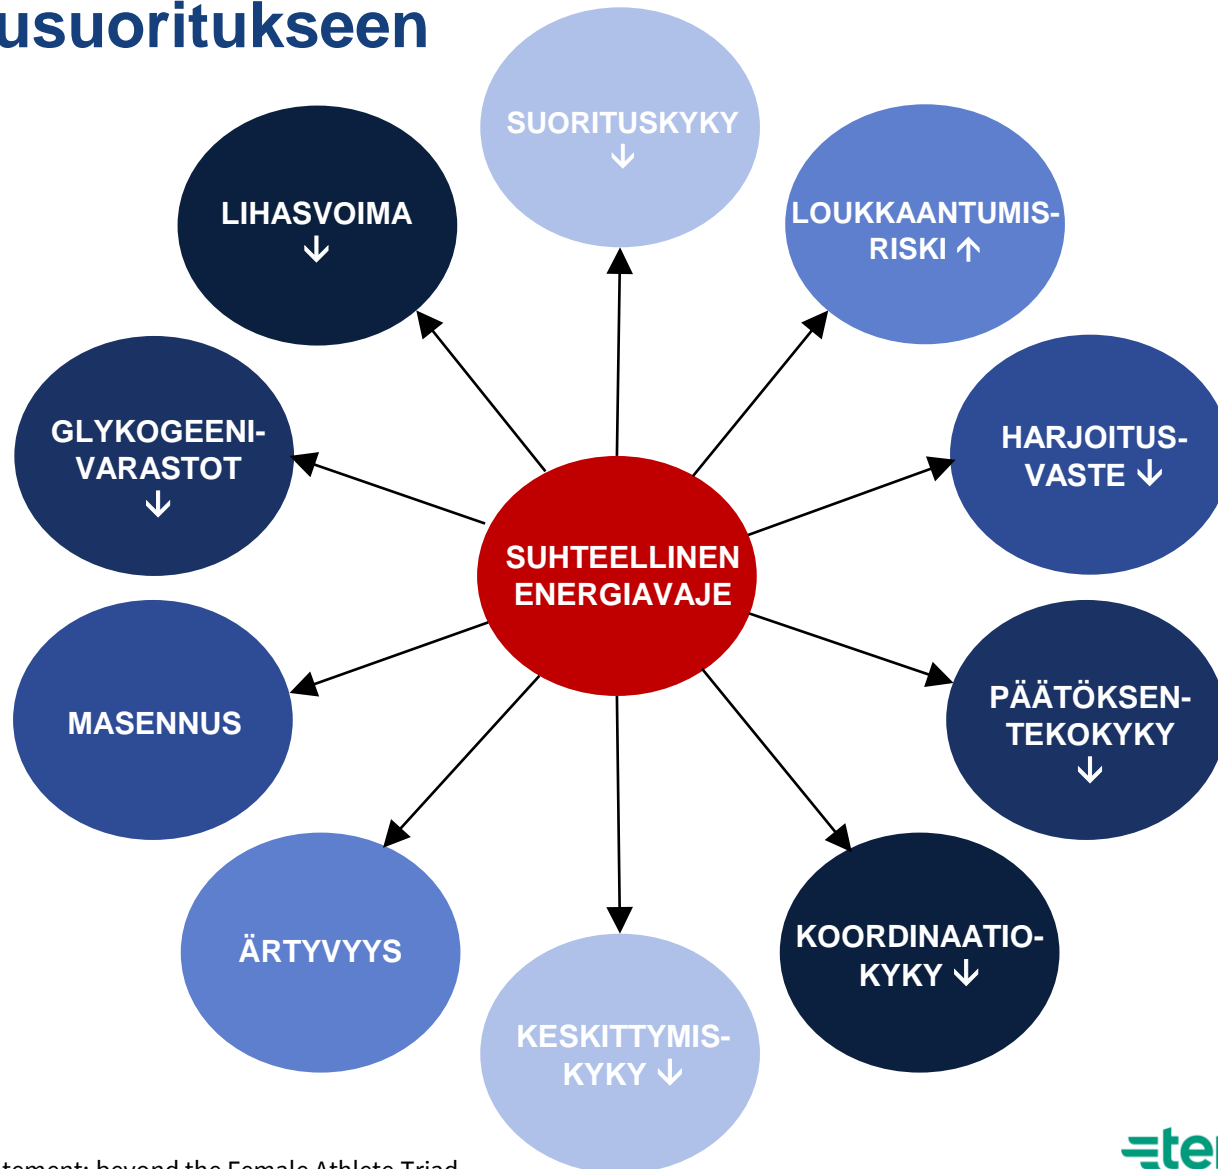 usuoritukseen
SUORITUSKYKY
↓
LIHASVOIMA
↓
LOUKKAANTUMIS-
RISKI ↑
GLYKOGEENI-
VARASTOT
↓
HARJOITUS-
VASTE ↓
SUHTEELLINEN
ENERGIAVAJE
MASENNUS
PÄÄTÖKSEN-
TEKOKYKY
↓
ÄRTYVYYS
KOORDINAATIO-
KYKY ↓
KESKITTYMIS-
KYKY ↓
tement: beyond the Female Athlete Triad